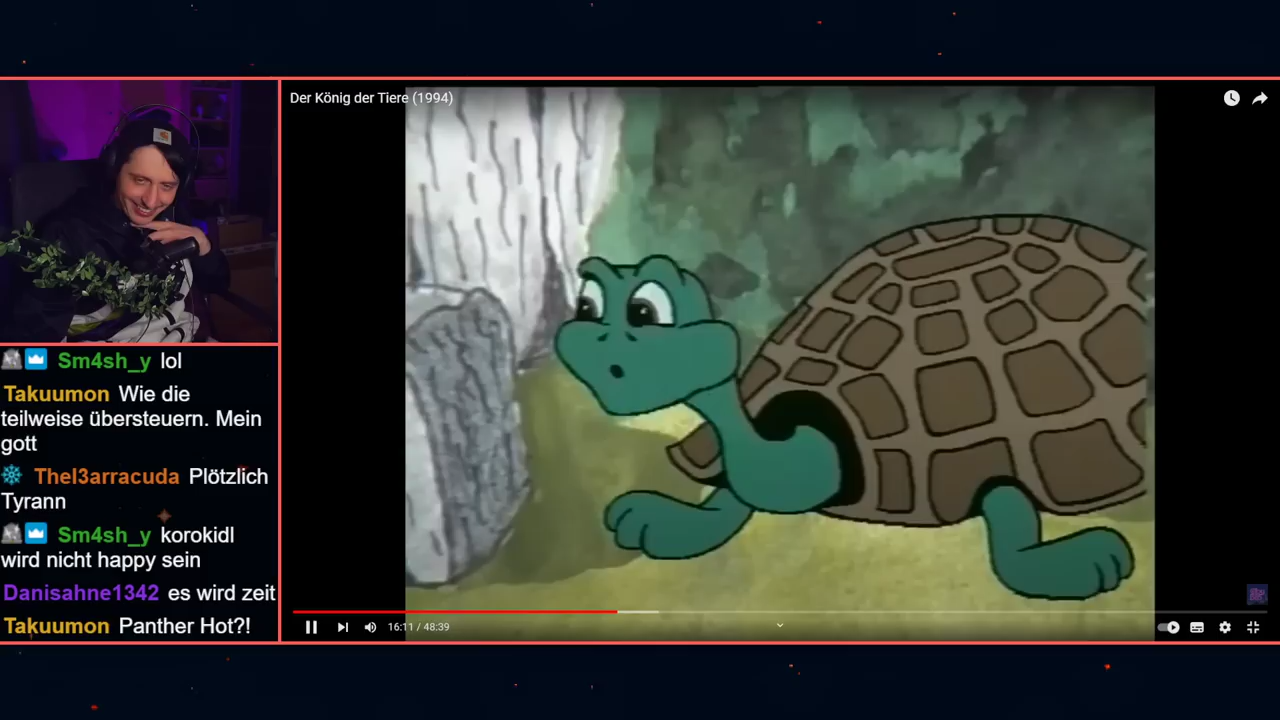 Der König der Tiere (1994)
Sm4sh_y lol
Takuumon Wie die
teilweise übersteuern. Mein
gott
Thel3arracuda Plötzlich
Tyrann
Sm4sh_y korokidl
wird nicht happy sein
Danisahne1342 es wird zeit
Takuumon Panther Hot?!
16:11 / 48:39